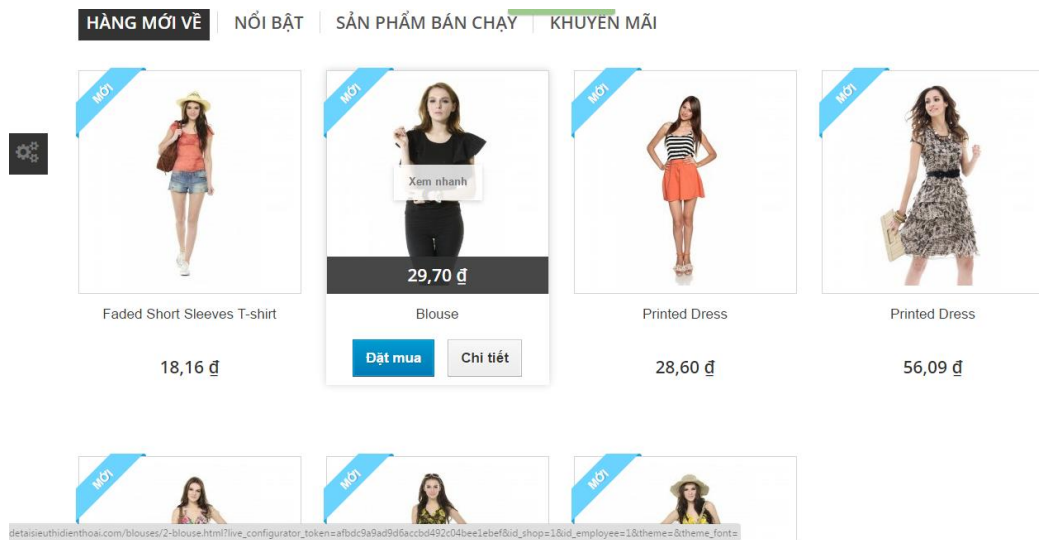 HÀNG MỚI VỀ NỔI BẬT SẢN PHẨM BÁN CHẠY KHUYẾN MÃI
MỚI MỚI MỚI MỚI
Xem nhanh
29,70 ₫
Faded Short Sleeves T-shirt Blouse Printed Dress Printed Dress
Đặt mua Chi tiết
18,16 ₫ 28,60 ₫ 56,09 ₫
MỚI MỚI MỚI
detaisieuthidienthoai.com/blouses/2-blouse.html?live_configurator_token=afbdc9a9ad9d6accbd492c04bee1ebef&id_shop=1&id_employee=1&theme=&theme_font=